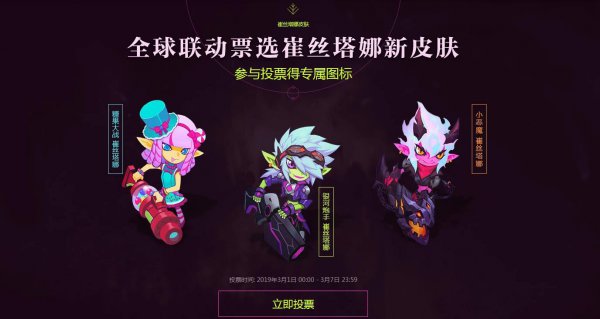 崔丝塔娜皮肤
全球联动票选崔丝塔娜新皮肤
参与投票得专属图标
糖果大战 崔丝塔娜
银河炮手 崔丝塔娜
小恶魔 崔丝塔娜
投票时间: 2019年3月1日 00:00 - 3月7日 23:59
立即投票